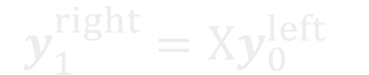 y₁^right = Xy₀^left